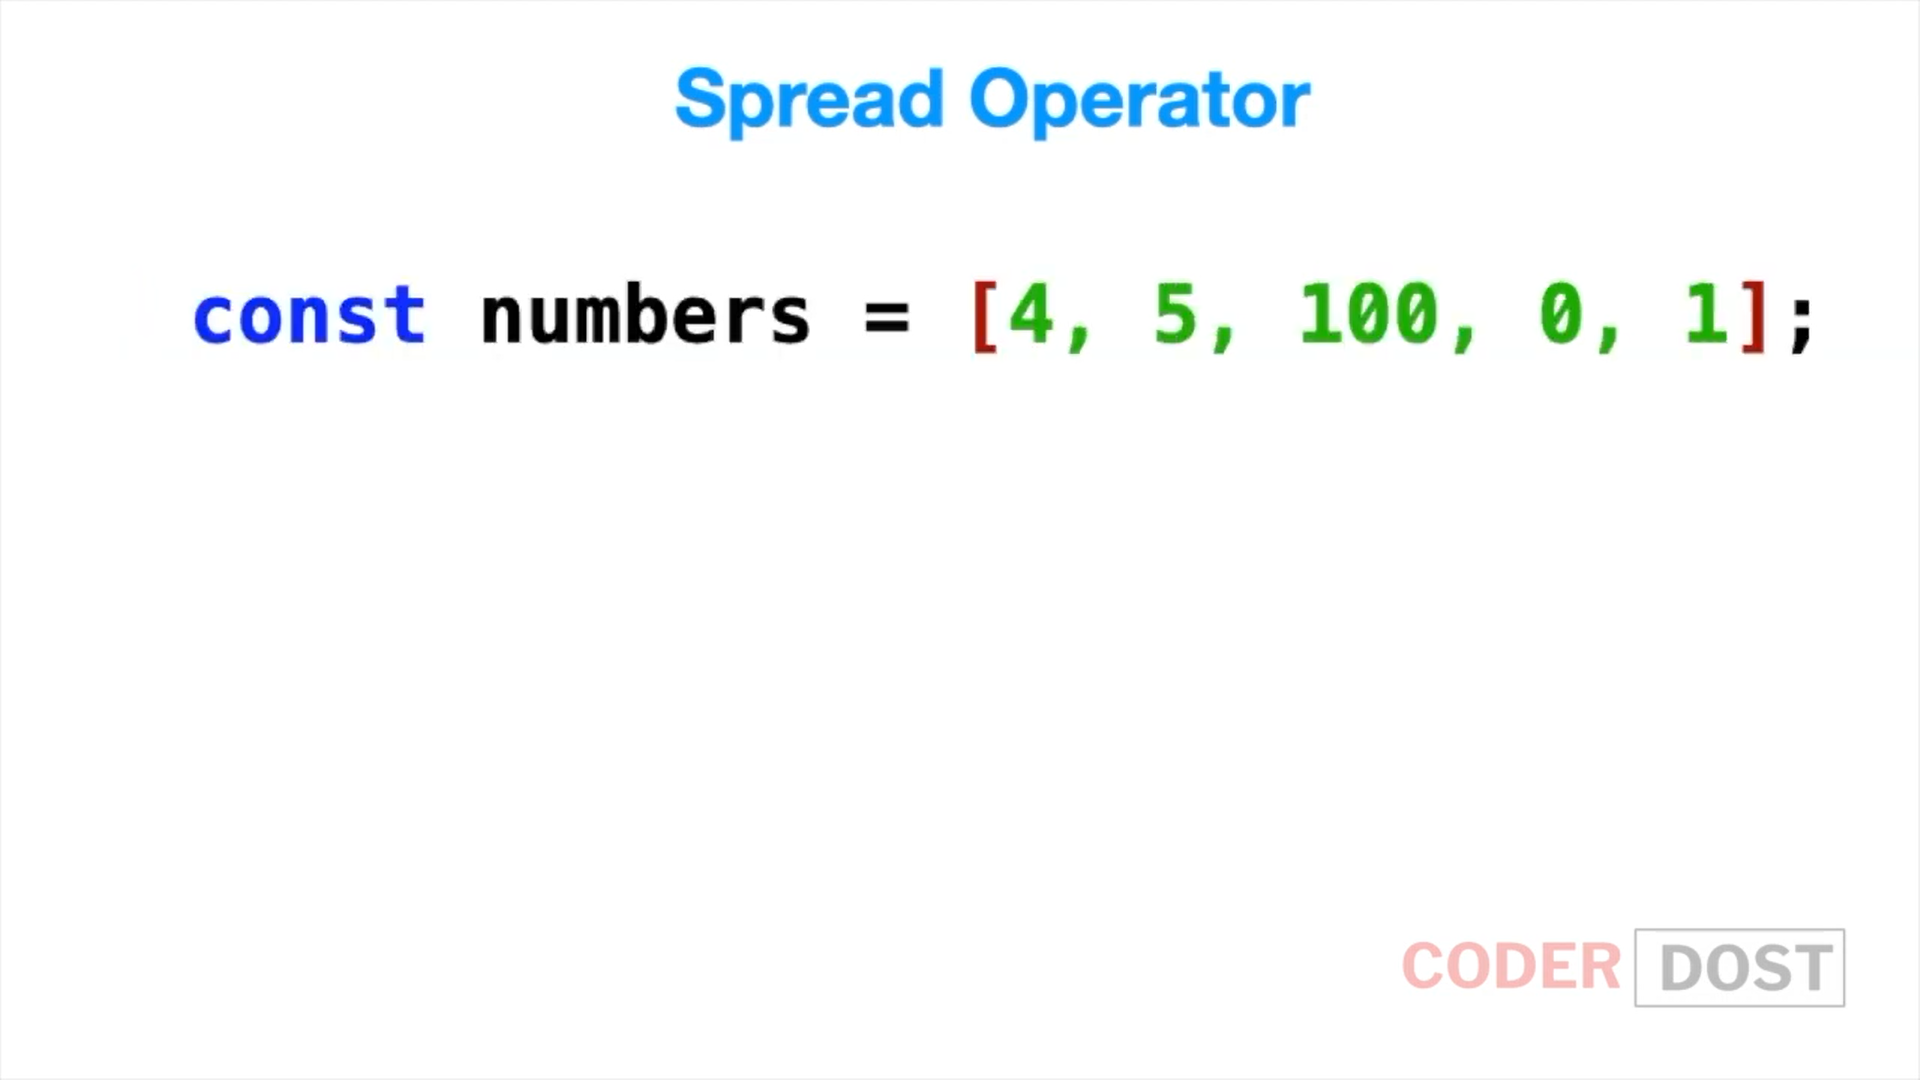 Spread Operator
const numbers = [4, 5, 100, 0, 1];
CODER DOST